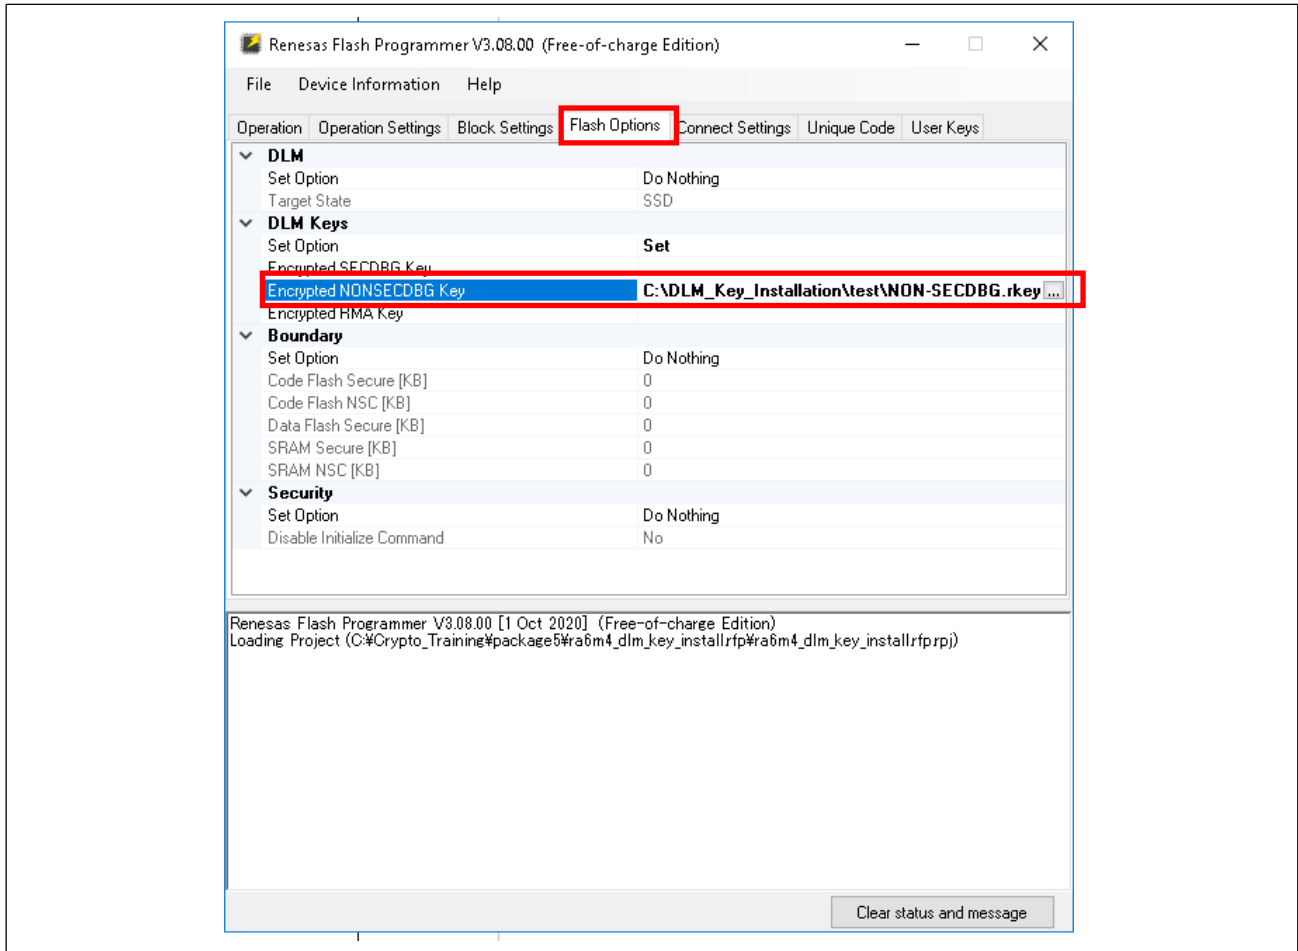 Renesas Flash Programmer V3.08.00 (Free-of-charge Edition)
File Device Information Help
Operation Operation Settings Block Settings Flash Options Connect Settings Unique Code User Keys
DLM
Set Option Do Nothing
Target State SSD
DLM Keys
Set Option Set
Encrypted SECDBG Key
Encrypted NONSECDBG Key C:\DLM_Key_Installation\test\NON-SECDBG.rkey ...
Encrypted RMA Key
Boundary
Set Option Do Nothing
Code Flash Secure [KB] 0
Code Flash NSC [KB] 0
Data Flash Secure [KB] 0
SRAM Secure [KB] 0
SRAM NSC [KB] 0
Security
Set Option Do Nothing
Disable Initialize Command No
Renesas Flash Programmer V3.08.00 [1 Oct 2020] (Free-of-charge Edition)
Loading Project (C:¥Crypto_Training¥package5¥ra6m4_dlm_key_install.rfp¥ra6m4_dlm_key_install.rfp.rpj)
Clear status and message